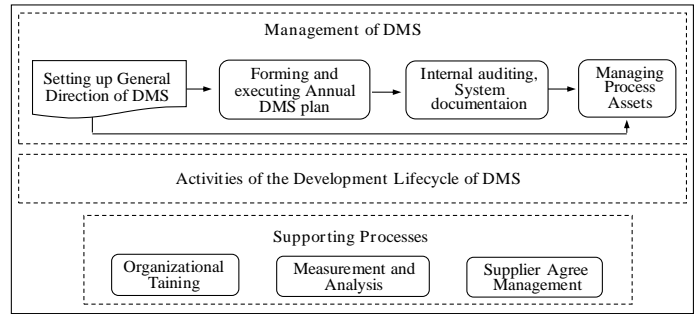 Management of DMS
Setting up General
Direction of DMS
Forming and
executing Annual
DMS plan
Internal auditing,
System
documentaion
Managing
Process
Assets
Activities of the Development Lifecycle of DMS
Supporting Processes
Organizational
Taining
Measurement and
Analysis
Supplier Agree
Management